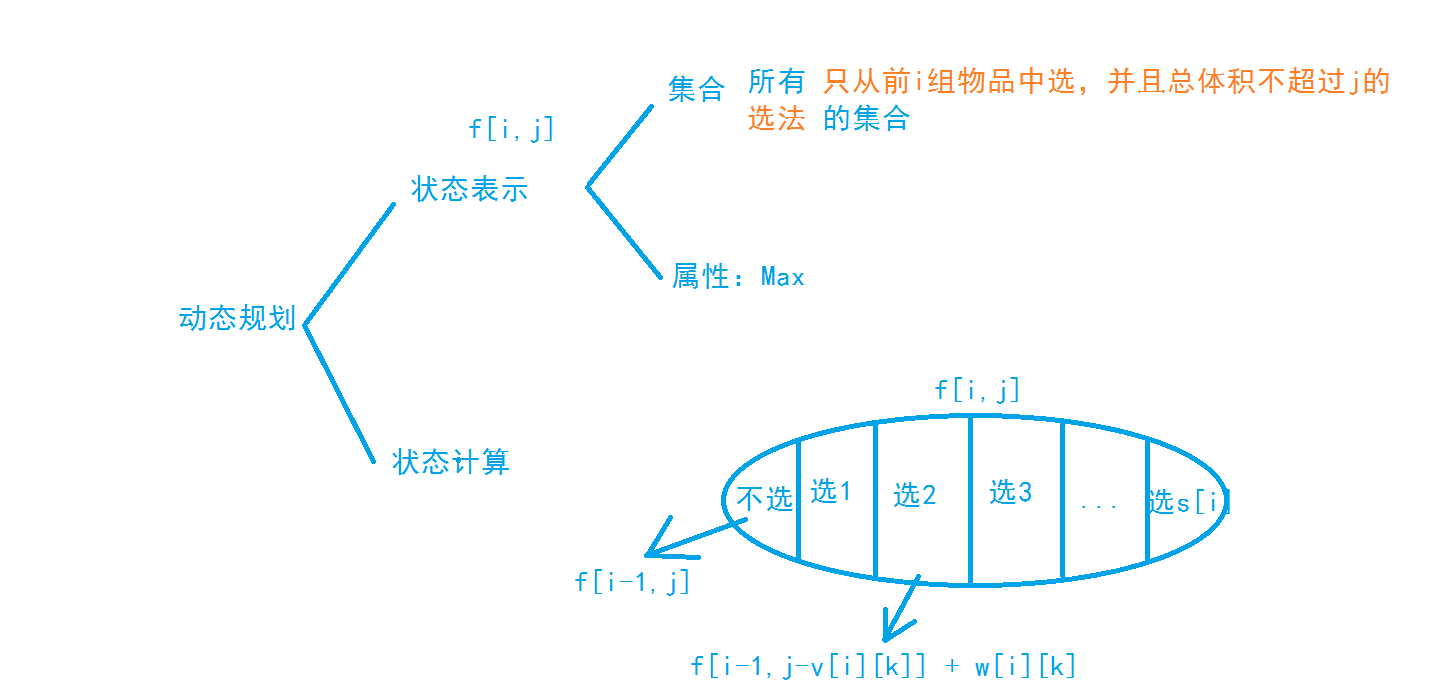 集合 所有 只从前i组物品中选，并且总体积不超过j的
选法 的集合
f[i,j]
状态表示
属性：Max
动态规划
状态计算
f[i,j]
不选 选1 选2 选3 ... 选s[i]
f[i-1,j]
f[i-1,j-v[i][k]] + w[i][k]